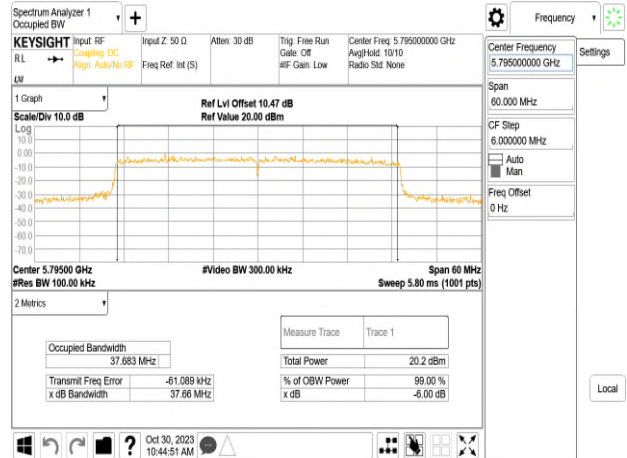 Spectrum Analyzer 1
Occupied BW
Frequency
KEYSIGHT
Input: RF
Input Z: 50 Ω
Atten: 30 dB
Trig: Free Run
Center Freq: 5.795000000 GHz
RL
Coupling: DC
Gate: Off
Avg|Hold: 10/10
Align: Auto/No RF
Freq Ref: Int (S)
#IF Gain: Low
Radio Std: None
Center Frequency
5.795000000 GHz
Settings
Span
60.000 MHz
CF Step
6.000000 MHz
Auto
Man
Freq Offset
0 Hz
1 Graph
Ref Lvl Offset 10.47 dB
Scale/Div 10.0 dB
Ref Value 20.00 dBm
Log
10.0
0.00
-10.0
-20.0
-30.0
-40.0
-50.0
-60.0
-70.0
Center 5.79500 GHz
#Video BW 300.00 kHz
Span 60 MHz
#Res BW 100.00 kHz
Sweep 5.80 ms (1001 pts)
2 Metrics
Measure Trace
Trace 1
Occupied Bandwidth
37.683 MHz
Total Power
20.2 dBm
Transmit Freq Error
-61.089 kHz
% of OBW Power
99.00 %
x dB Bandwidth
37.66 MHz
x dB
-6.00 dB
Local
Oct 30, 2023
10:44:51 AM